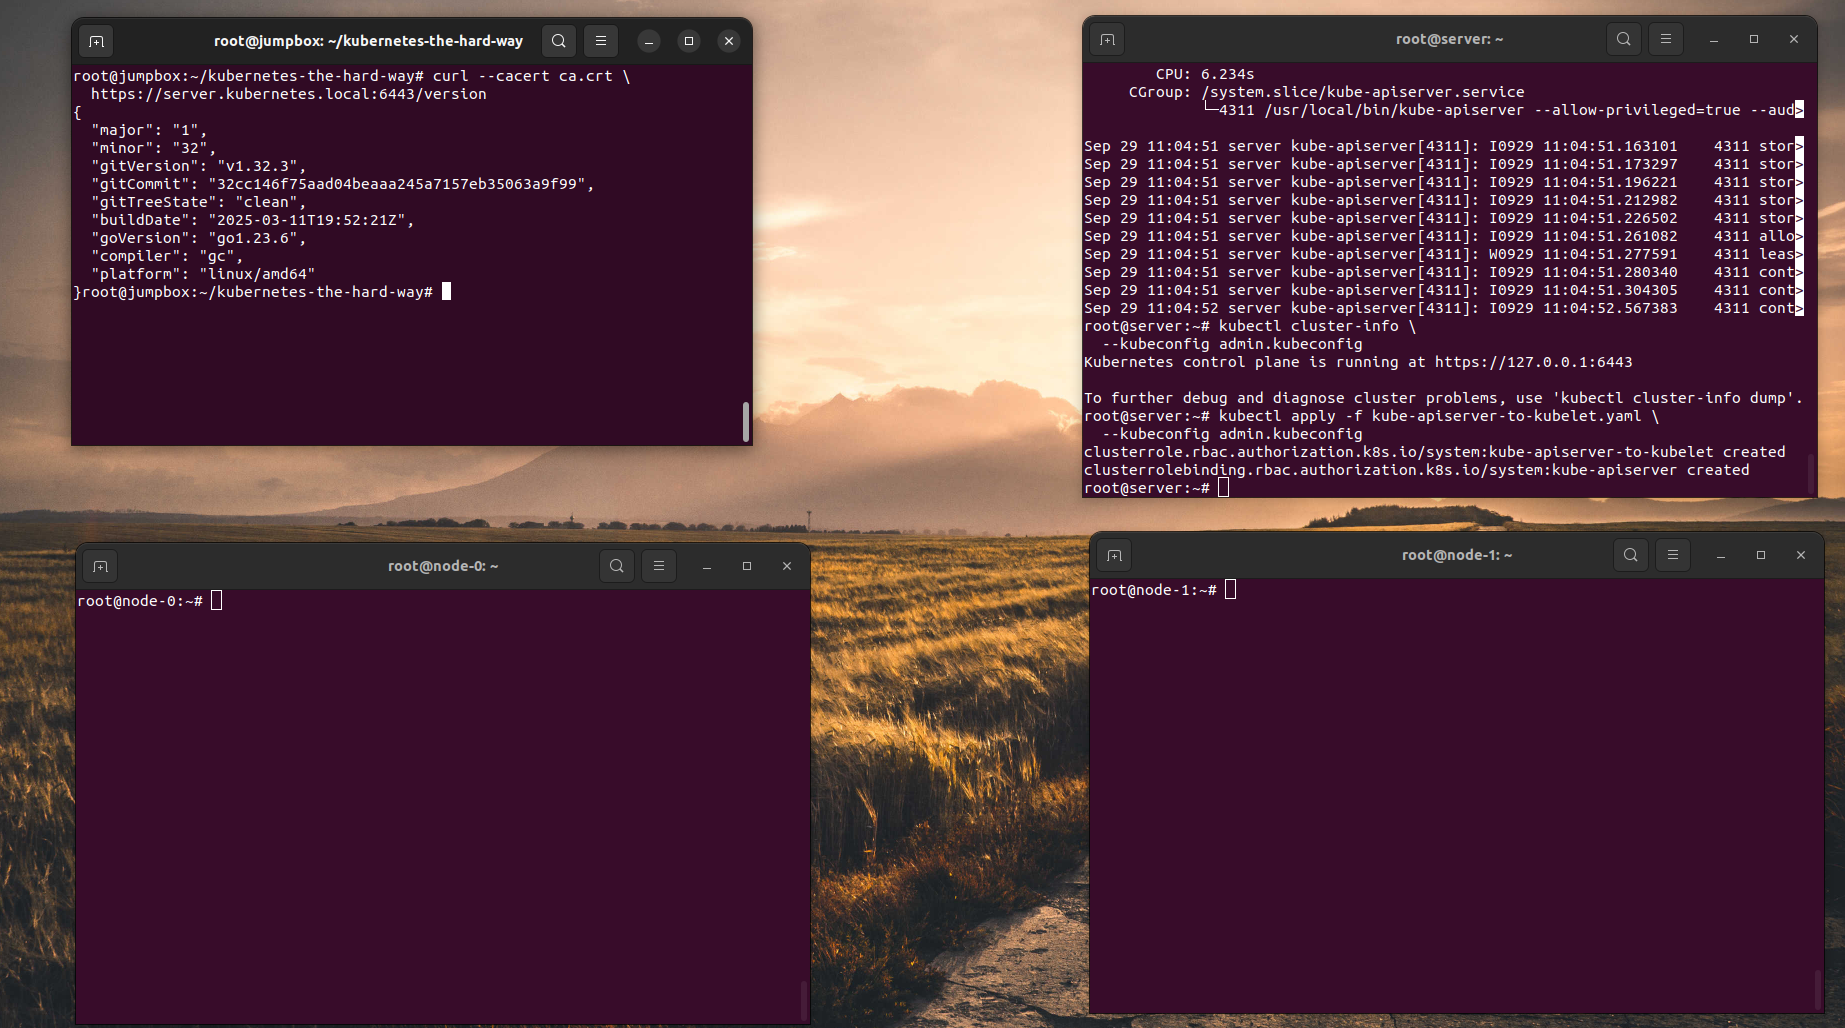 root@jumpbox: ~/kubernetes-the-hard-way
root@jumpbox:~/kubernetes-the-hard-way# curl --cacert ca.crt \
  https://server.kubernetes.local:6443/version
{
  "major": "1",
  "minor": "32",
  "gitVersion": "v1.32.3",
  "gitCommit": "32cc146f75aad04beaaa245a7157eb35063a9f99",
  "gitTreeState": "clean",
  "buildDate": "2025-03-11T19:52:21Z",
  "goVersion": "go1.23.6",
  "compiler": "gc",
  "platform": "linux/amd64"
}root@jumpbox:~/kubernetes-the-hard-way#
root@server: ~
        CPU: 6.234s
     CGroup: /system.slice/kube-apiserver.service
             └─4311 /usr/local/bin/kube-apiserver --allow-privileged=true --aud>
Sep 29 11:04:51 server kube-apiserver[4311]: I0929 11:04:51.163101    4311 stor>
Sep 29 11:04:51 server kube-apiserver[4311]: I0929 11:04:51.173297    4311 stor>
Sep 29 11:04:51 server kube-apiserver[4311]: I0929 11:04:51.196221    4311 stor>
Sep 29 11:04:51 server kube-apiserver[4311]: I0929 11:04:51.212982    4311 stor>
Sep 29 11:04:51 server kube-apiserver[4311]: I0929 11:04:51.226502    4311 stor>
Sep 29 11:04:51 server kube-apiserver[4311]: I0929 11:04:51.261082    4311 allo>
Sep 29 11:04:51 server kube-apiserver[4311]: W0929 11:04:51.277591    4311 leas>
Sep 29 11:04:51 server kube-apiserver[4311]: I0929 11:04:51.280340    4311 cont>
Sep 29 11:04:51 server kube-apiserver[4311]: I0929 11:04:51.304305    4311 cont>
Sep 29 11:04:52 server kube-apiserver[4311]: I0929 11:04:52.567383    4311 cont>
root@server:~# kubectl cluster-info \
  --kubeconfig admin.kubeconfig
Kubernetes control plane is running at https://127.0.0.1:6443
To further debug and diagnose cluster problems, use 'kubectl cluster-info dump'.
root@server:~# kubectl apply -f kube-apiserver-to-kubelet.yaml \
  --kubeconfig admin.kubeconfig
clusterrole.rbac.authorization.k8s.io/system:kube-apiserver-to-kubelet created
clusterrolebinding.rbac.authorization.k8s.io/system:kube-apiserver created
root@server:~#
root@node-0: ~
root@node-0:~#
root@node-1: ~
root@node-1:~#